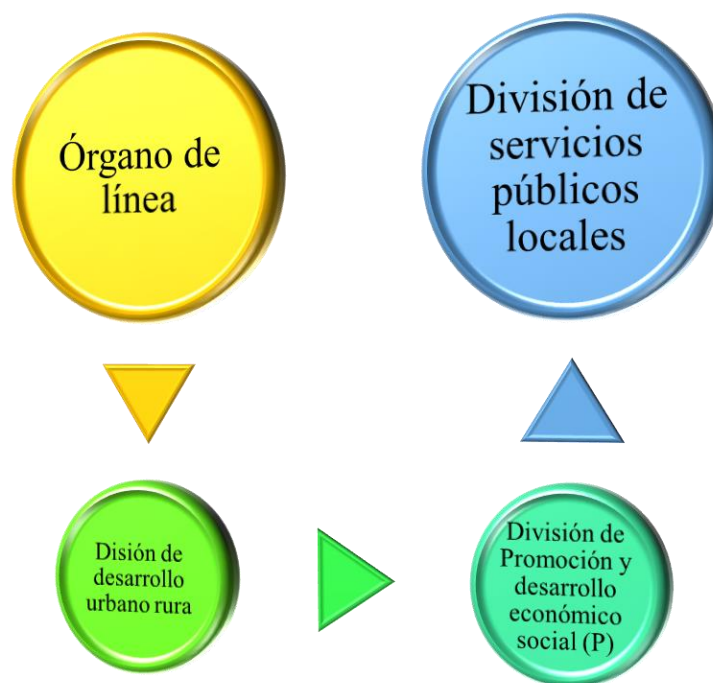 Órgano de
línea
División de
servicios
públicos
locales
Disión de
desarrollo
urbano rura
División de
Promoción y
desarrollo
económico
social (P)